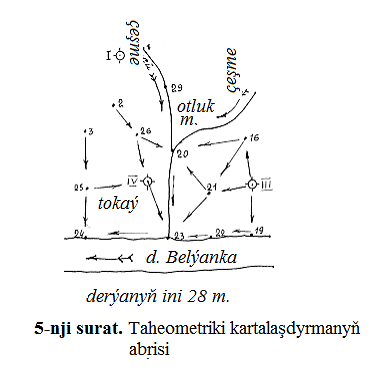 I
çeşme
çeşme
29
otluk
m.
2
3
26
16
20
IV
III
25
21
tokaý
24
23
22
19
d. Belýanka
derýanyň ini 28 m.
5-nji surat. Taheometriki kartalaşdyrmanyň
abrisi